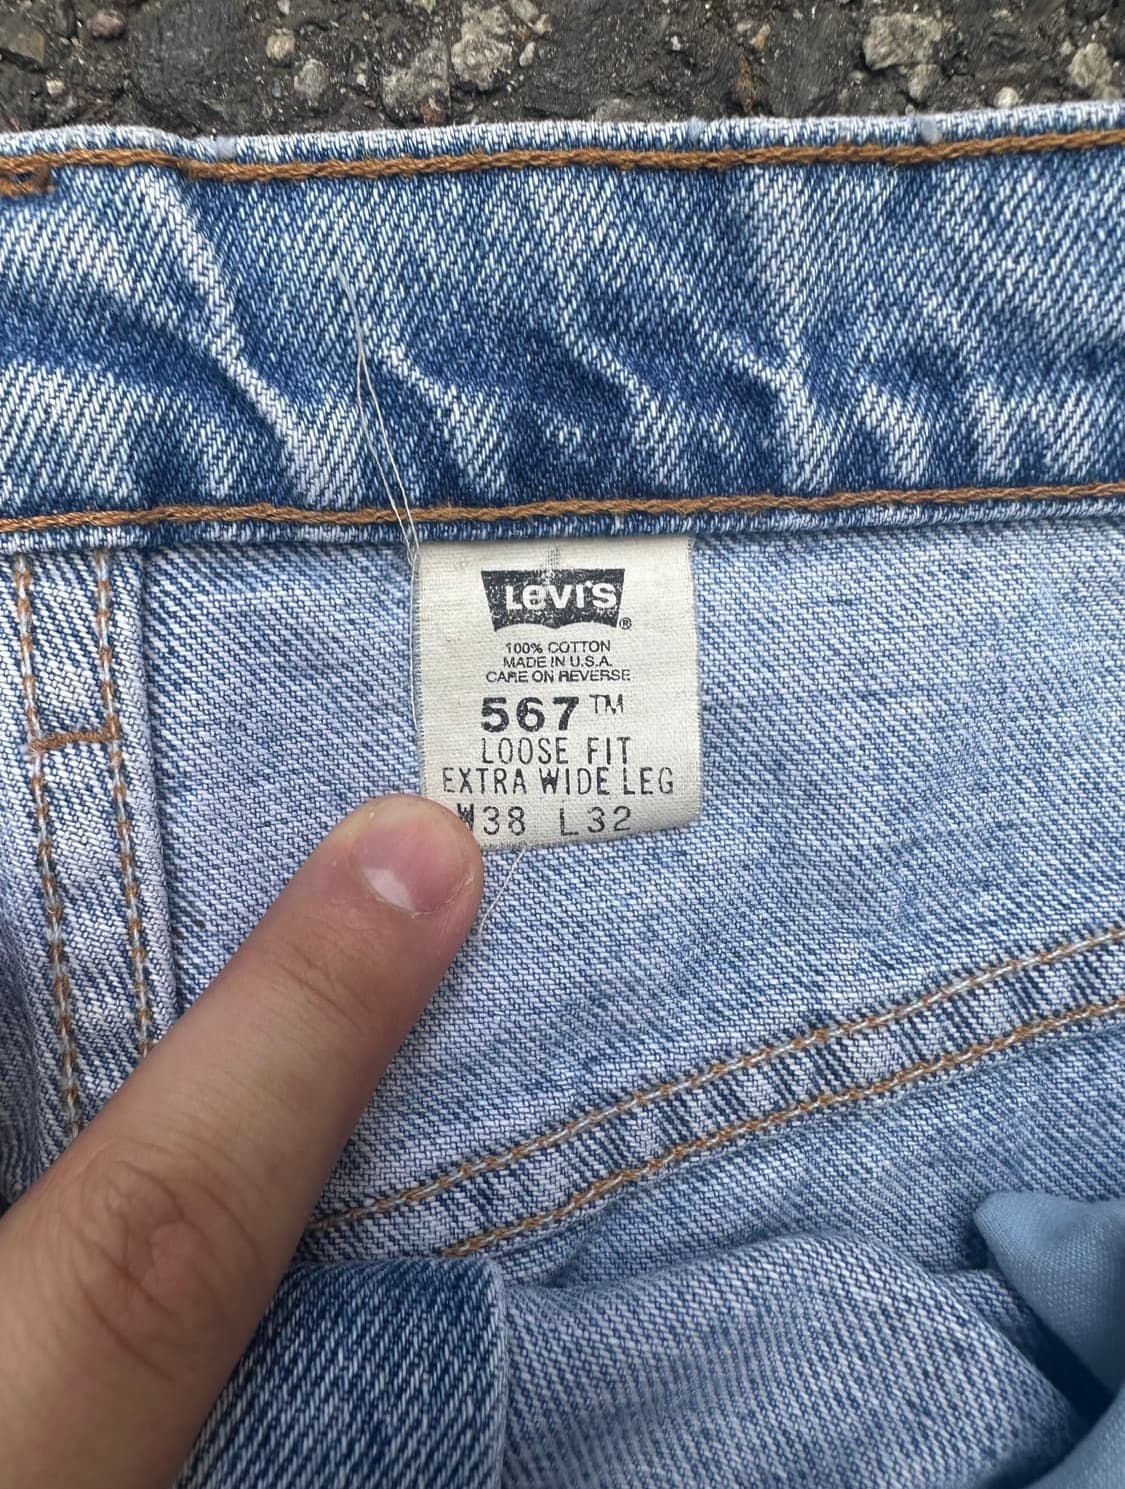 Levi's ®
100% COTTON
MADE IN U.S.A.
CARE ON REVERSE
567™
LOOSE FIT
EXTRA WIDE LEG
W38 L32